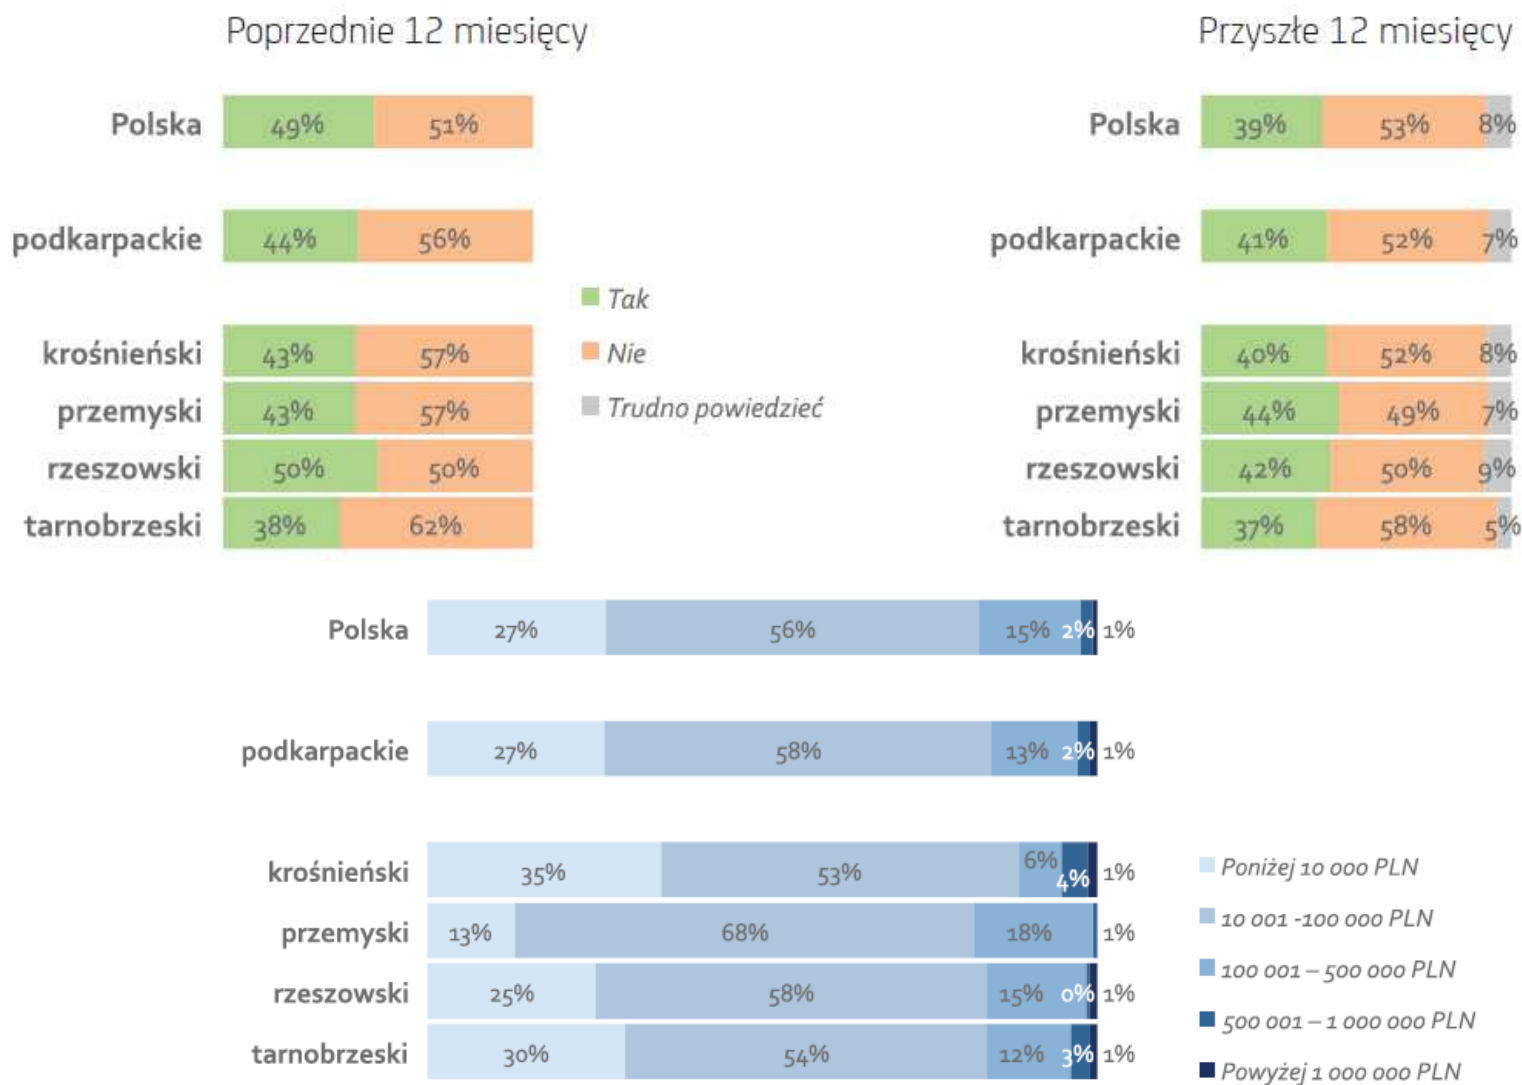 Poprzednie 12 miesięcy
Polska 49% 51%
podkarpackie 44% 56%
krośnieński 43% 57%
przemyski 43% 57%
rzeszowski 50% 50%
tarnobrzeski 38% 62%
Tak
Nie
Trudno powiedzieć
Przyszłe 12 miesięcy
Polska 39% 53% 8%
podkarpackie 41% 52% 7%
krośnieński 40% 52% 8%
przemyski 44% 49% 7%
rzeszowski 42% 50% 9%
tarnobrzeski 37% 58% 5%
Polska 27% 56% 15% 2% 1%
podkarpackie 27% 58% 13% 2% 1%
krośnieński 35% 53% 6% 4% 1%
przemyski 13% 68% 18% 1%
rzeszowski 25% 58% 15% 0% 1%
tarnobrzeski 30% 54% 12% 3% 1%
Poniżej 10 000 PLN
10 001 -100 000 PLN
100 001 – 500 000 PLN
500 001 – 1 000 000 PLN
Powyżej 1 000 000 PLN